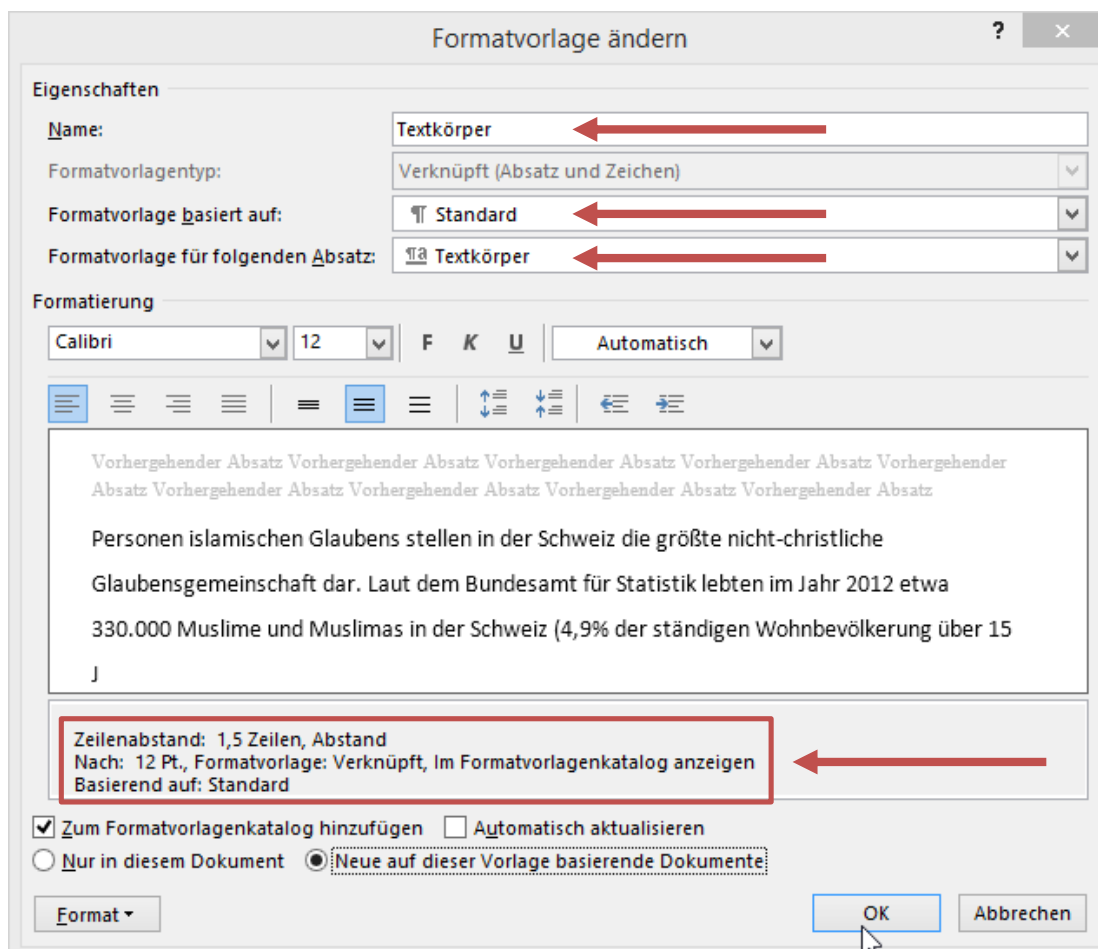 Formatvorlage ändern
?
Eigenschaften
Name: Textkörper
Formatvorlagentyp: Verknüpft (Absatz und Zeichen)
Formatvorlage basiert auf: ¶ Standard
Formatvorlage für folgenden Absatz: ¶a Textkörper
Formatierung
Calibri 12 F K U Automatisch
Vorhergehender Absatz Vorhergehender Absatz Vorhergehender Absatz Vorhergehender Absatz Vorhergehender
Absatz Vorhergehender Absatz Vorhergehender Absatz Vorhergehender Absatz Vorhergehender Absatz
Personen islamischen Glaubens stellen in der Schweiz die größte nicht-christliche
Glaubensgemeinschaft dar. Laut dem Bundesamt für Statistik lebten im Jahr 2012 etwa
330.000 Muslime und Muslimas in der Schweiz (4,9% der ständigen Wohnbevölkerung über 15
J
Zeilenabstand: 1,5 Zeilen, Abstand
Nach: 12 Pt., Formatvorlage: Verknüpft, Im Formatvorlagenkatalog anzeigen
Basierend auf: Standard
Zum Formatvorlagenkatalog hinzufügen Automatisch aktualisieren
Nur in diesem Dokument Neue auf dieser Vorlage basierende Dokumente
Format OK Abbrechen